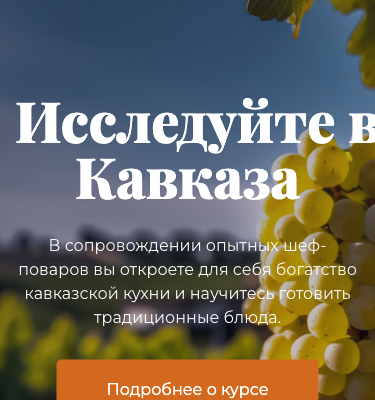 Исследуйте в
Кавказа
В сопровождении опытных шеф-
поваров вы откроете для себя богатство
кавказской кухни и научитесь готовить
традиционные блюда.
Подробнее о курсе